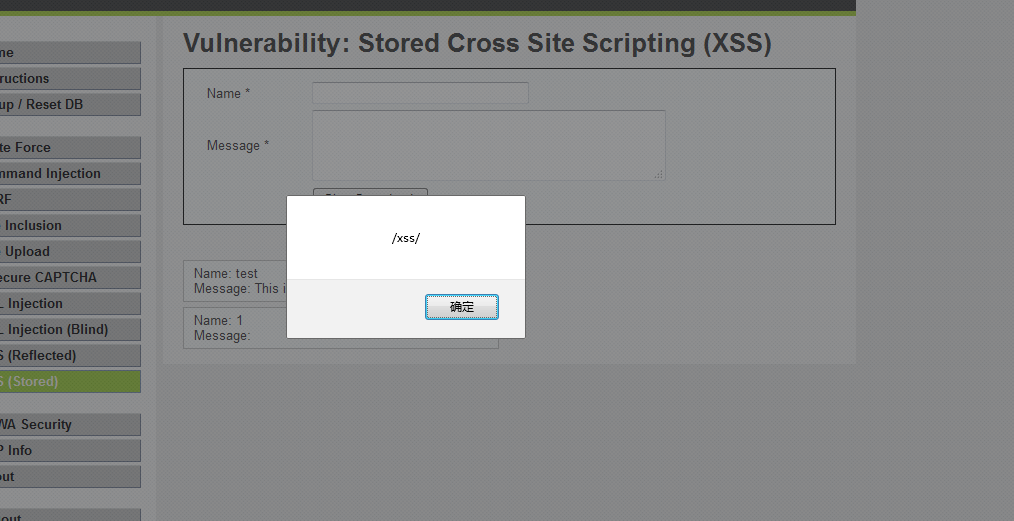 Vulnerability: Stored Cross Site Scripting (XSS)
me
ructions
up / Reset DB
te Force
mmand Injection
RF
Inclusion
Upload
ecure CAPTCHA
L Injection
L Injection (Blind)
S (Reflected)
S (Stored)
WA Security
P Info
out
out
Name *
Message *
/xss/
确定
Name: test
Message: This i
Name: 1
Message: